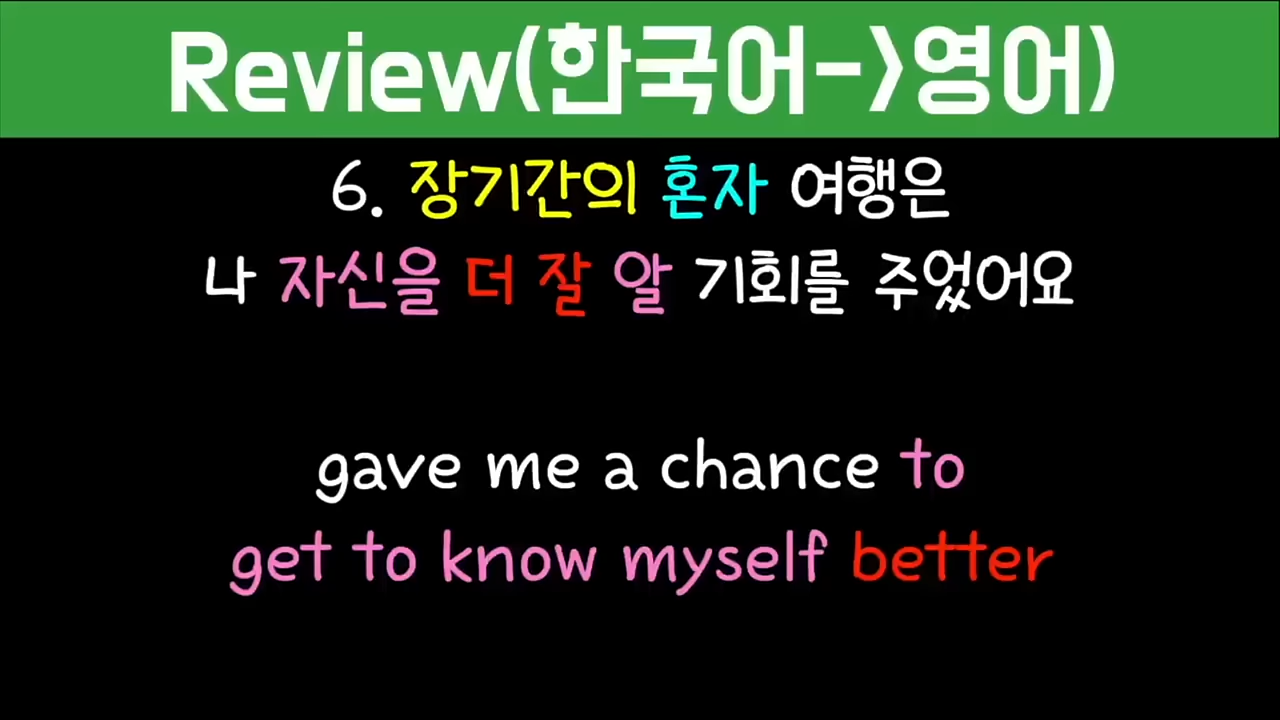 Review(한국어->영어)
6. 장기간의 혼자 여행은
나 자신을 더 잘 알 기회를 주었어요
gave me a chance to
get to know myself better